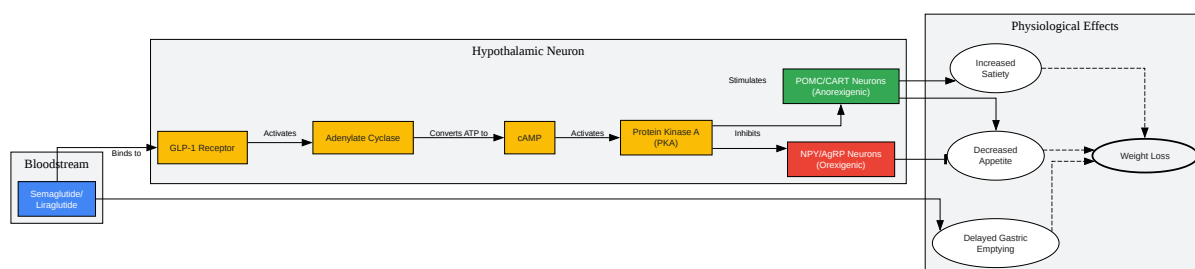 Physiological Effects
Hypothalamic Neuron
Increased
Satiety
Stimulates
POMC/CART Neurons
(Anorexigenic)
GLP-1 Receptor
Activates
Adenylate Cyclase
Converts ATP to
cAMP
Activates
Protein Kinase A
(PKA)
Inhibits
NPY/AgRP Neurons
(Orexigenic)
Decreased
Appetite
Weight Loss
Binds to
Bloodstream
Semaglutide/
Liraglutide
Delayed Gastric
Emptying